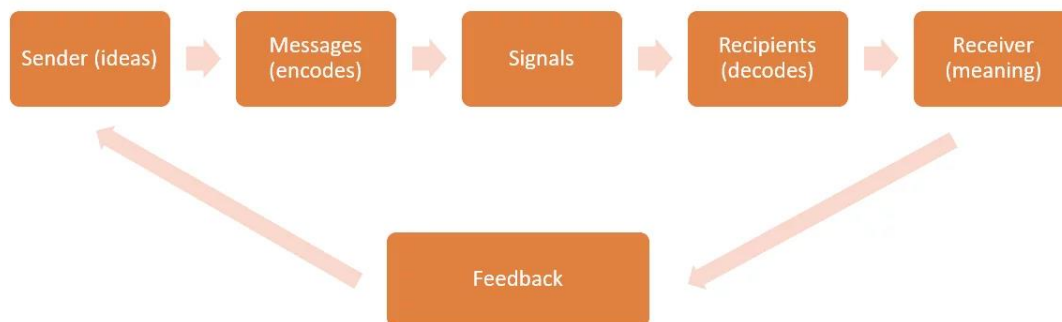 Sender (ideas)
Messages
(encodes)
Signals
Recipients
(decodes)
Receiver
(meaning)
Feedback